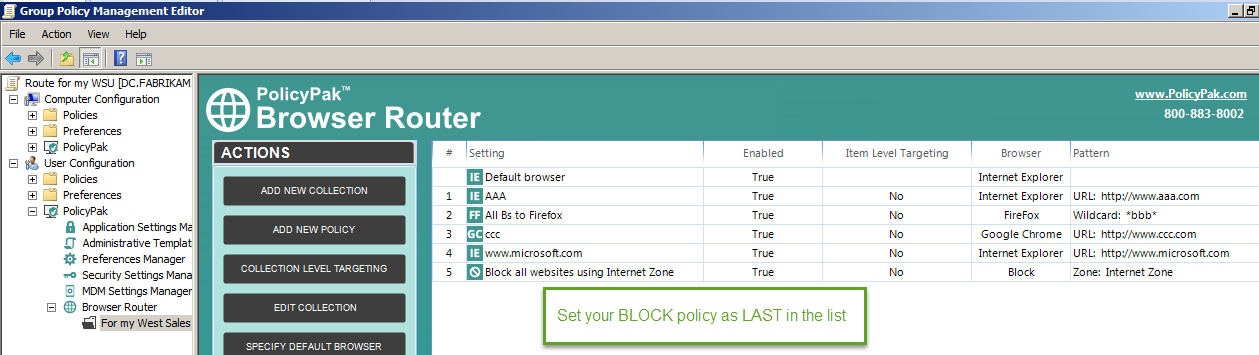 Group Policy Management Editor
File Action View Help
Route for my WSU [DC.FABRIKAM
Computer Configuration
Policies
Preferences
PolicyPak
User Configuration
Policies
Preferences
PolicyPak
Application Settings Ma
Administrative Templat
Preferences Manager
Security Settings Mana
MDM Settings Manager
Browser Router
For my West Sales
PolicyPak™
Browser Router
www.PolicyPak.com
800-883-8002
ACTIONS
ADD NEW COLLECTION
ADD NEW POLICY
COLLECTION LEVEL TARGETING
EDIT COLLECTION
SPECIFY DEFAULT BROWSER
# Setting Enabled Item Level Targeting Browser Pattern
IE Default browser True Internet Explorer
1 IE AAA True No Internet Explorer URL: http://www.aaa.com
2 FF All Bs to Firefox True No FireFox Wildcard: *bbb*
3 GC ccc True No Google Chrome URL: http://www.ccc.com
4 IE www.microsoft.com True No Internet Explorer URL: http://www.microsoft.com
5 Block all websites using Internet Zone True No Block Zone: Internet Zone
Set your BLOCK policy as LAST in the list